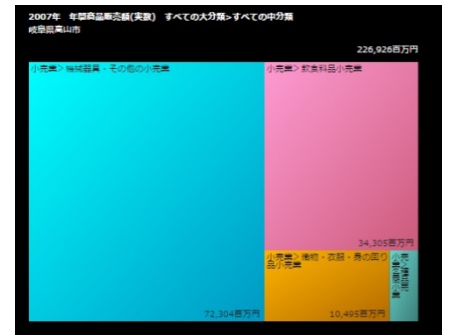 2007年 年間商品販売額(実数) すべての大分類>すべての中分類
岐阜県高山市
226,926百万円
小売業>機械器具・その他の小売業
小売業>飲食料品小売業
34,305百万円
小売業>織物・衣服・身の回り
品小売業
72,304百万円
10,495百万円